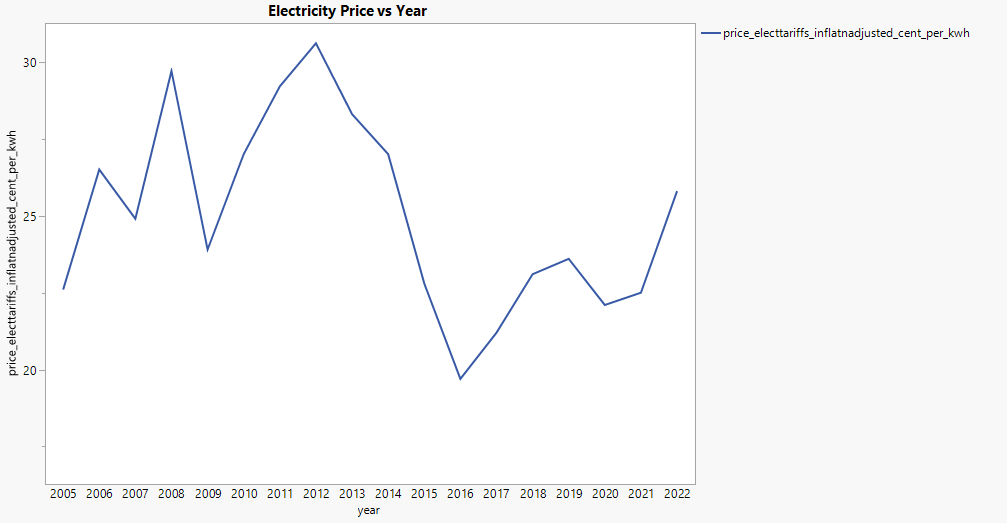 Electricity Price vs Year
price_electtariffs_inflatnadjusted_cent_per_kwh
price_electtariffs_inflatnadjusted_cent_per_kwh
30
25
20
2005 2006 2007 2008 2009 2010 2011 2012 2013 2014 2015 2016 2017 2018 2019 2020 2021 2022
year